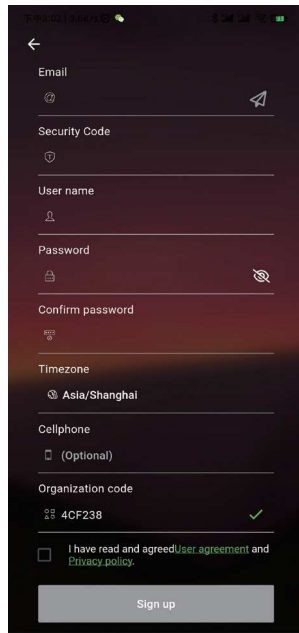 Email
Security Code
User name
Password
Confirm password
Timezone
Asia/Shanghai
Cellphone
(Optional)
Organization code
4CF238
I have read and agreedUser agreement and
Privacy policy.
Sign up